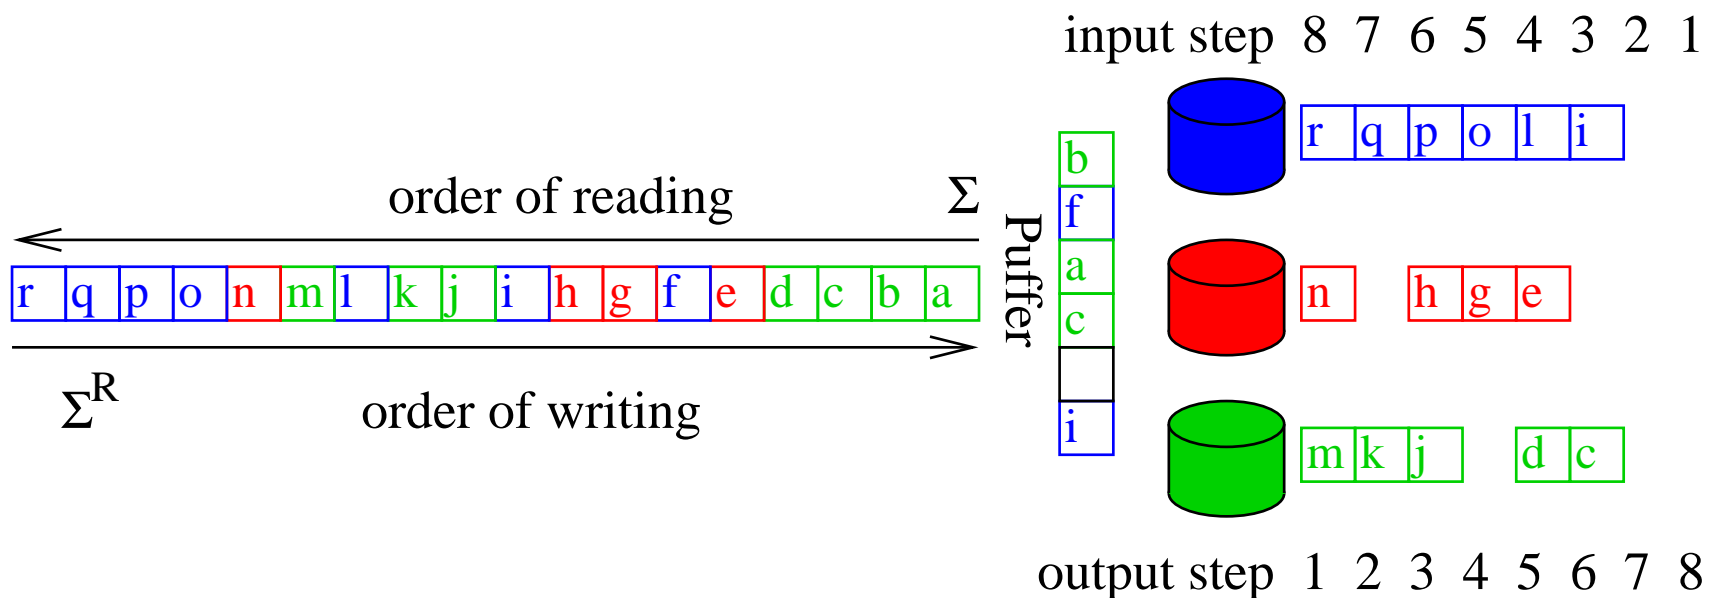 input step 8 7 6 5 4 3 2 1
r q p o l i
order of reading Σ
r q p o n m l k j i h g f e d c b a
Σ^R order of writing
Puffer
b
f
a
c
i
n h g e
m k j d c
output step 1 2 3 4 5 6 7 8